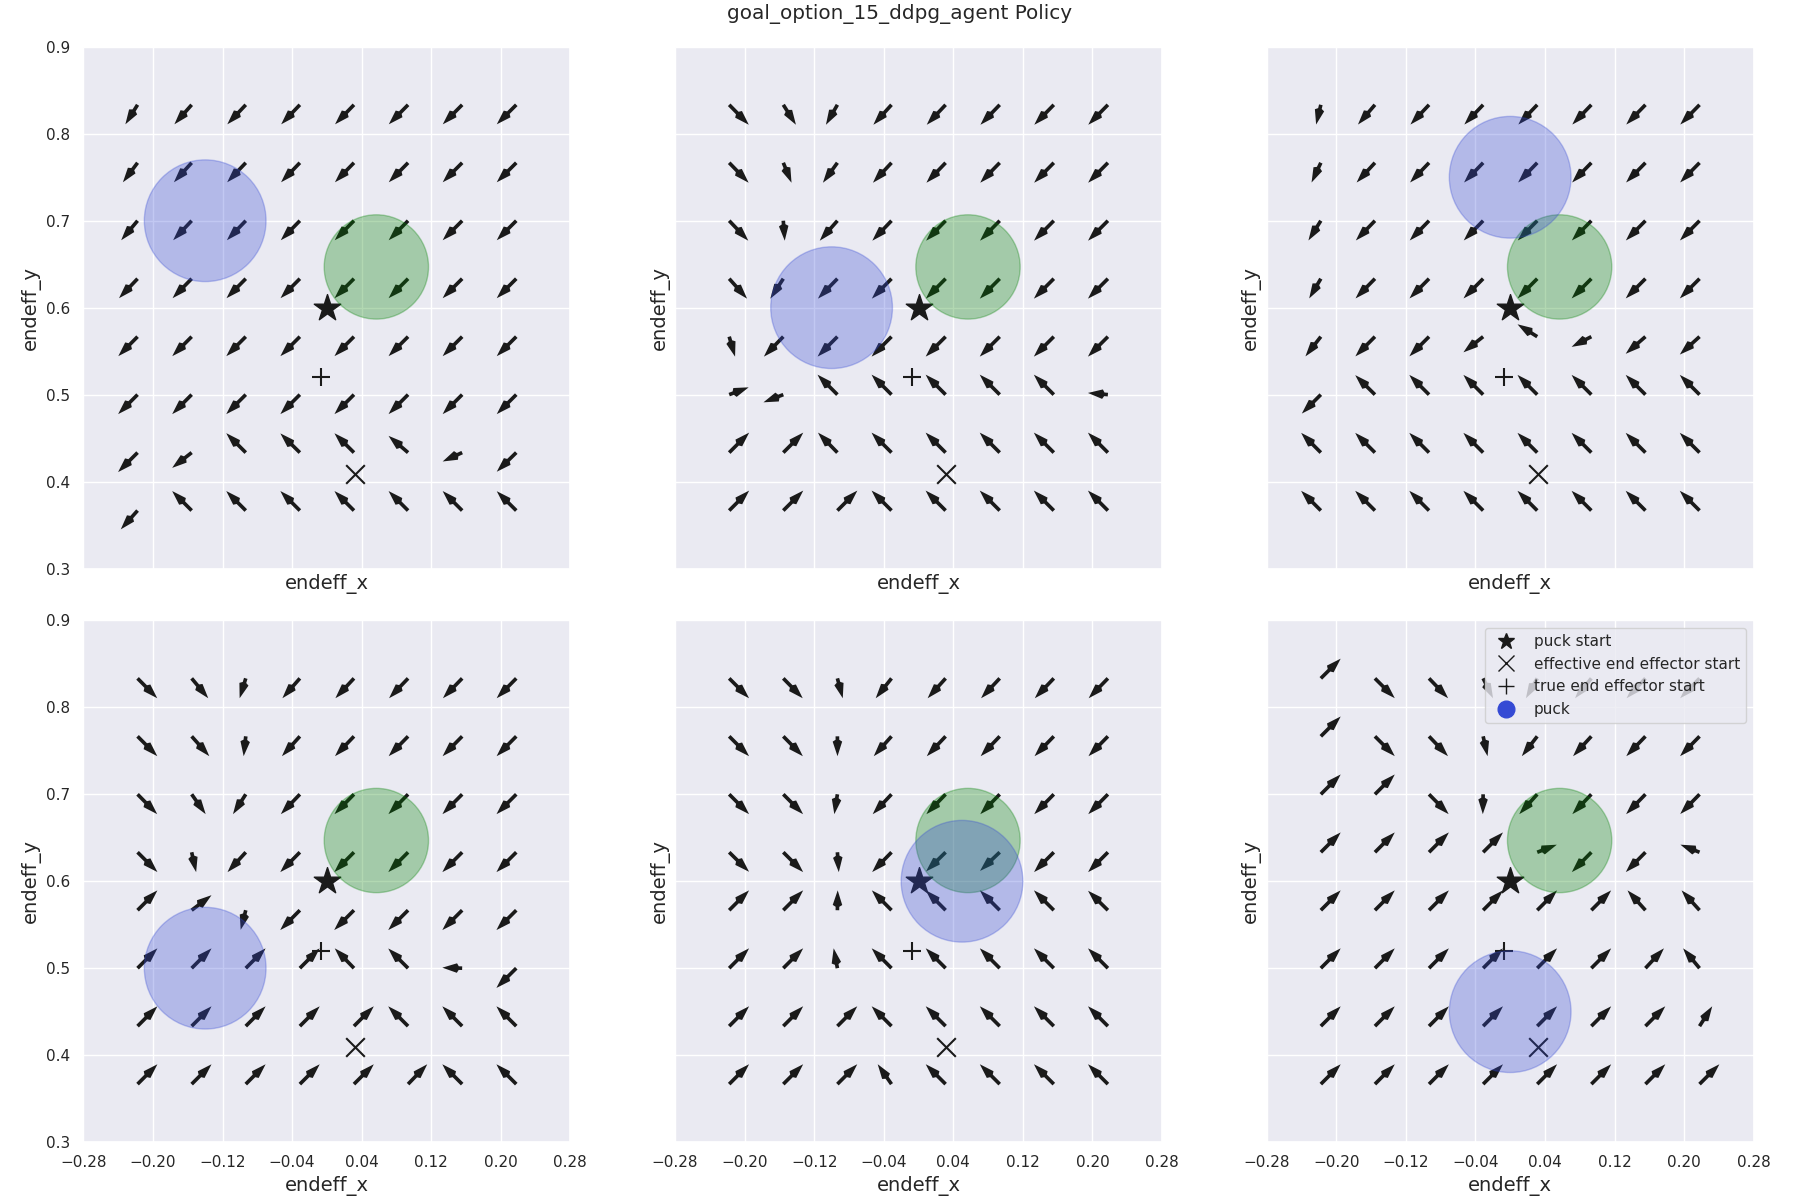 goal_option_15_ddpg_agent Policy
0.9
0.8
0.7
0.6
0.5
0.4
0.3
endeff_y
endeff_x
endeff_y
endeff_x
endeff_y
endeff_x
0.9
0.8
0.7
0.6
0.5
0.4
0.3
endeff_y
−0.28 −0.20 −0.12 −0.04 0.04 0.12 0.20 0.28
endeff_x
endeff_y
−0.28 −0.20 −0.12 −0.04 0.04 0.12 0.20 0.28
endeff_x
endeff_y
puck start
effective end effector start
true end effector start
puck
−0.28 −0.20 −0.12 −0.04 0.04 0.12 0.20 0.28
endeff_x